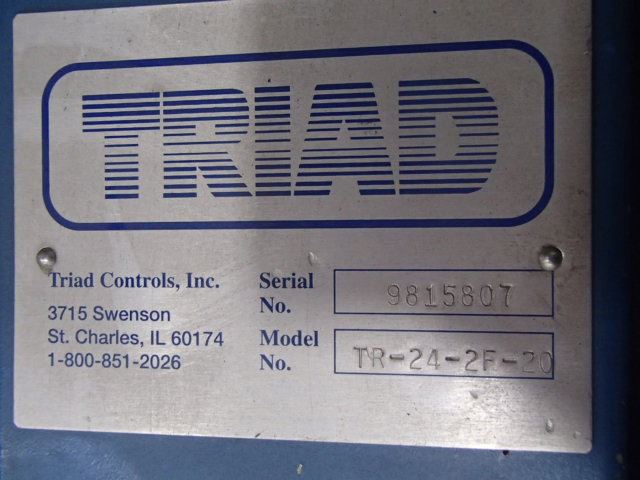 TRIAD
Triad Controls, Inc.
3715 Swenson
St. Charles, IL 60174
1-800-851-2026
Serial No. 9815807
Model No. TR-24-2F-20